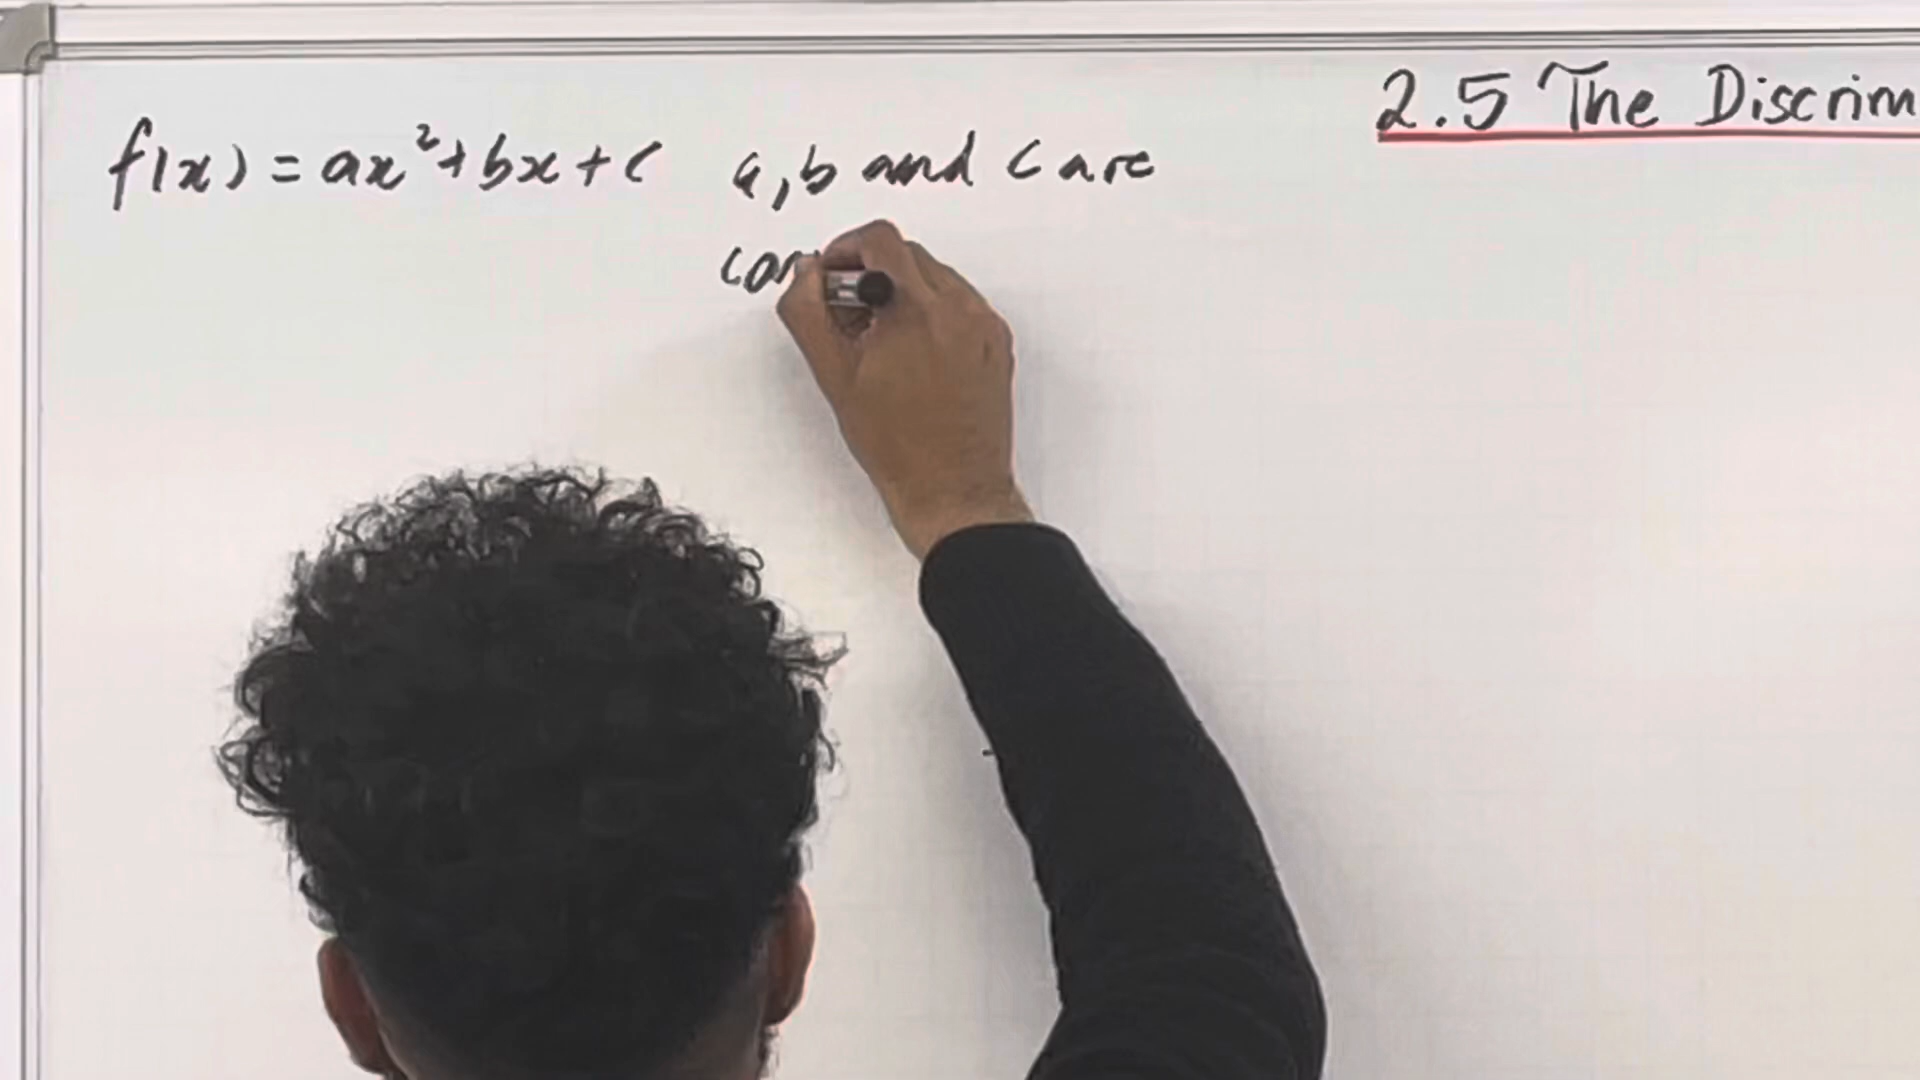 2.5 The Discrim
f(x) = ax²+bx+c a, b and c are
con